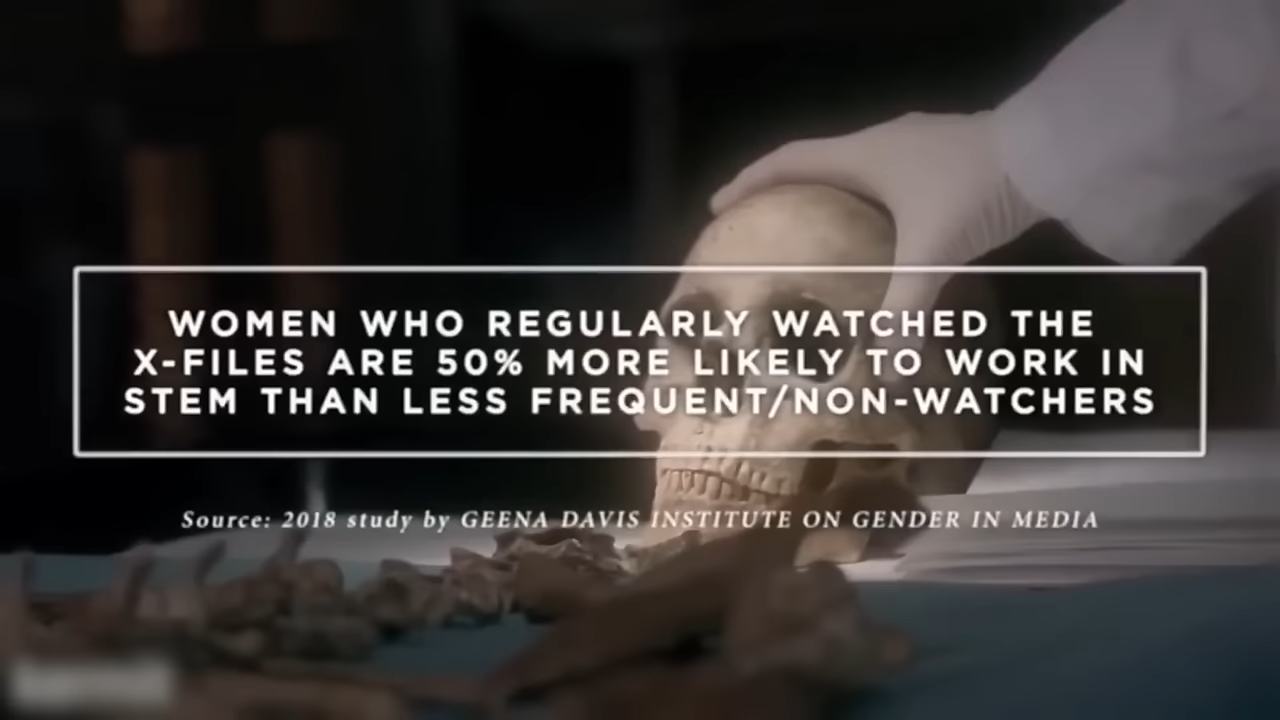 WOMEN WHO REGULARLY WATCHED THE
X-FILES ARE 50% MORE LIKELY TO WORK IN
STEM THAN LESS FREQUENT/NON-WATCHERS
Source: 2018 study by GEENA DAVIS INSTITUTE ON GENDER IN MEDIA